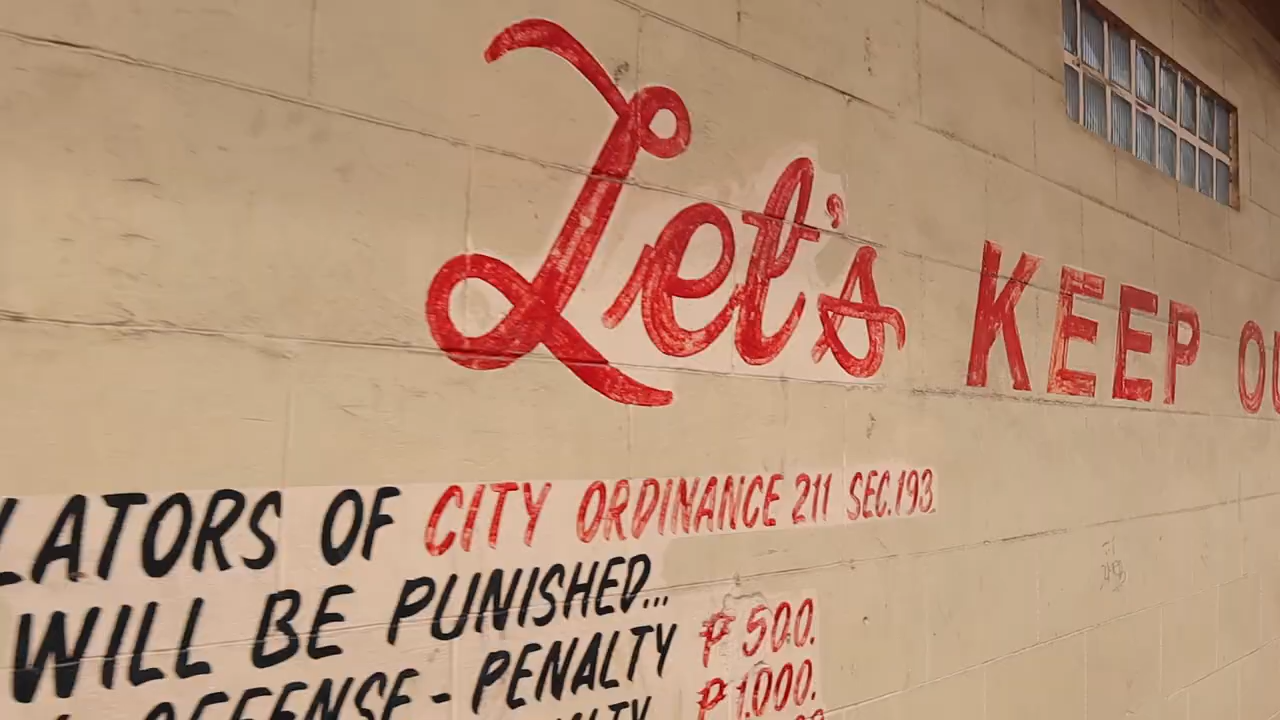 Let's KEEP OU
LATORS OF CITY ORDINANCE 211 SEC.193
WILL BE PUNISHED...
OFFENSE - PENALTY ₱ 500.
₱ 1,000.